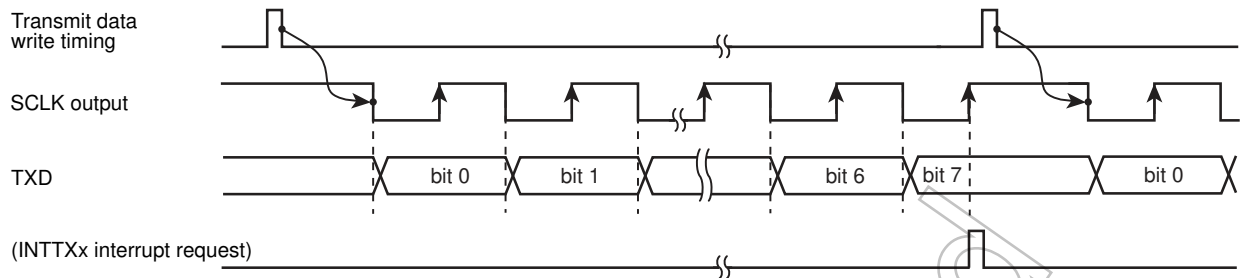 Transmit data
write timing
SCLK output
TXD
bit 0
bit 1
bit 6
bit 7
bit 0
(INTTXx interrupt request)